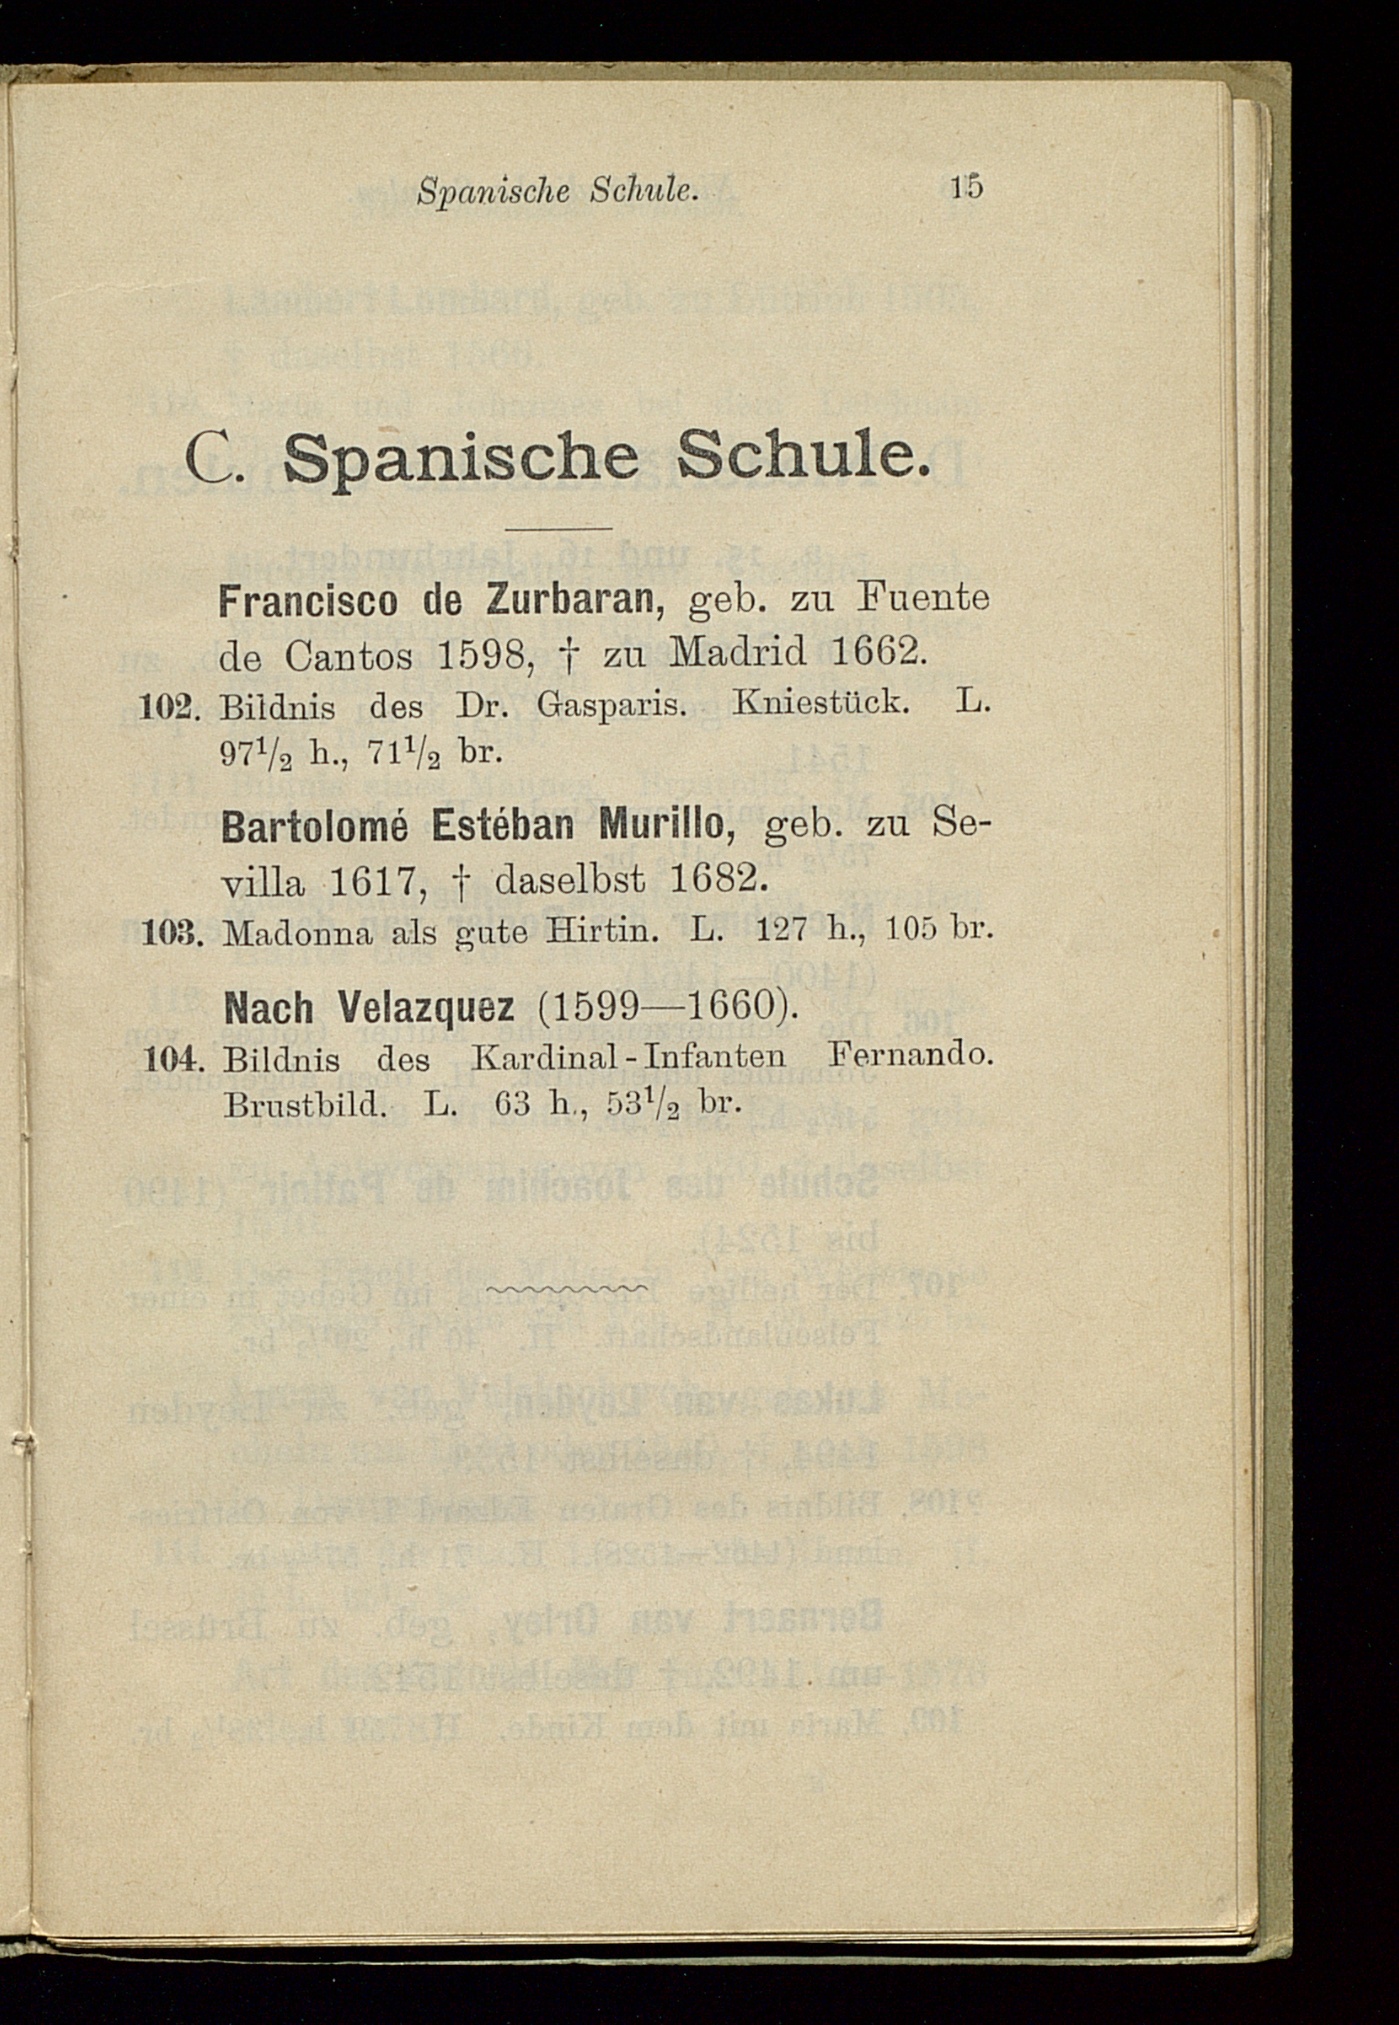 Spanische Schule. 15
C. Spanische Schule.
Francisco de Zurbaran, geb. zu Fuente
de Cantos 1598, † zu Madrid 1662.
102. Bildnis des Dr. Gasparis. Kniestück. L.
97½ h., 71½ br.
Bartolomé Estéban Murillo, geb. zu Se-
villa 1617, † daselbst 1682.
103. Madonna als gute Hirtin. L. 127 h., 105 br.
Nach Velazquez (1599—1660).
104. Bildnis des Kardinal-Infanten Fernando.
Brustbild. L. 63 h., 53½ br.